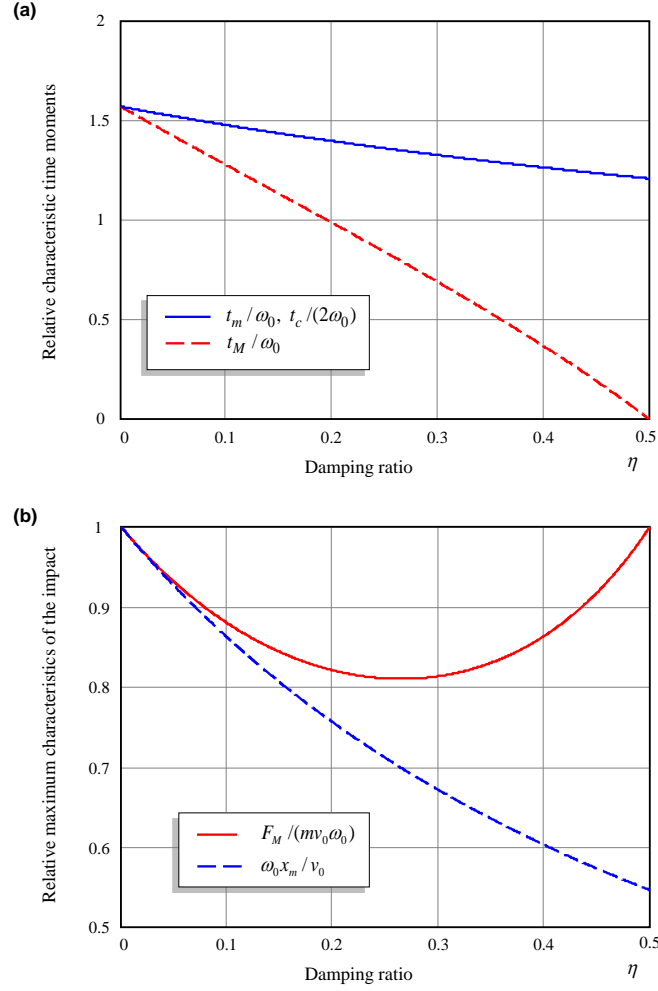 (a)
Relative characteristic time moments
2
1.5
1
0.5
0
t_m / ω_0, t_c /(2ω_0)
t_M / ω_0
0 0.1 0.2 0.3 0.4 0.5
Damping ratio η
(b)
Relative maximum characteristics of the impact
1
0.9
0.8
0.7
0.6
0.5
F_M /(mv_0ω_0)
ω_0x_m / v_0
0 0.1 0.2 0.3 0.4 0.5
Damping ratio η